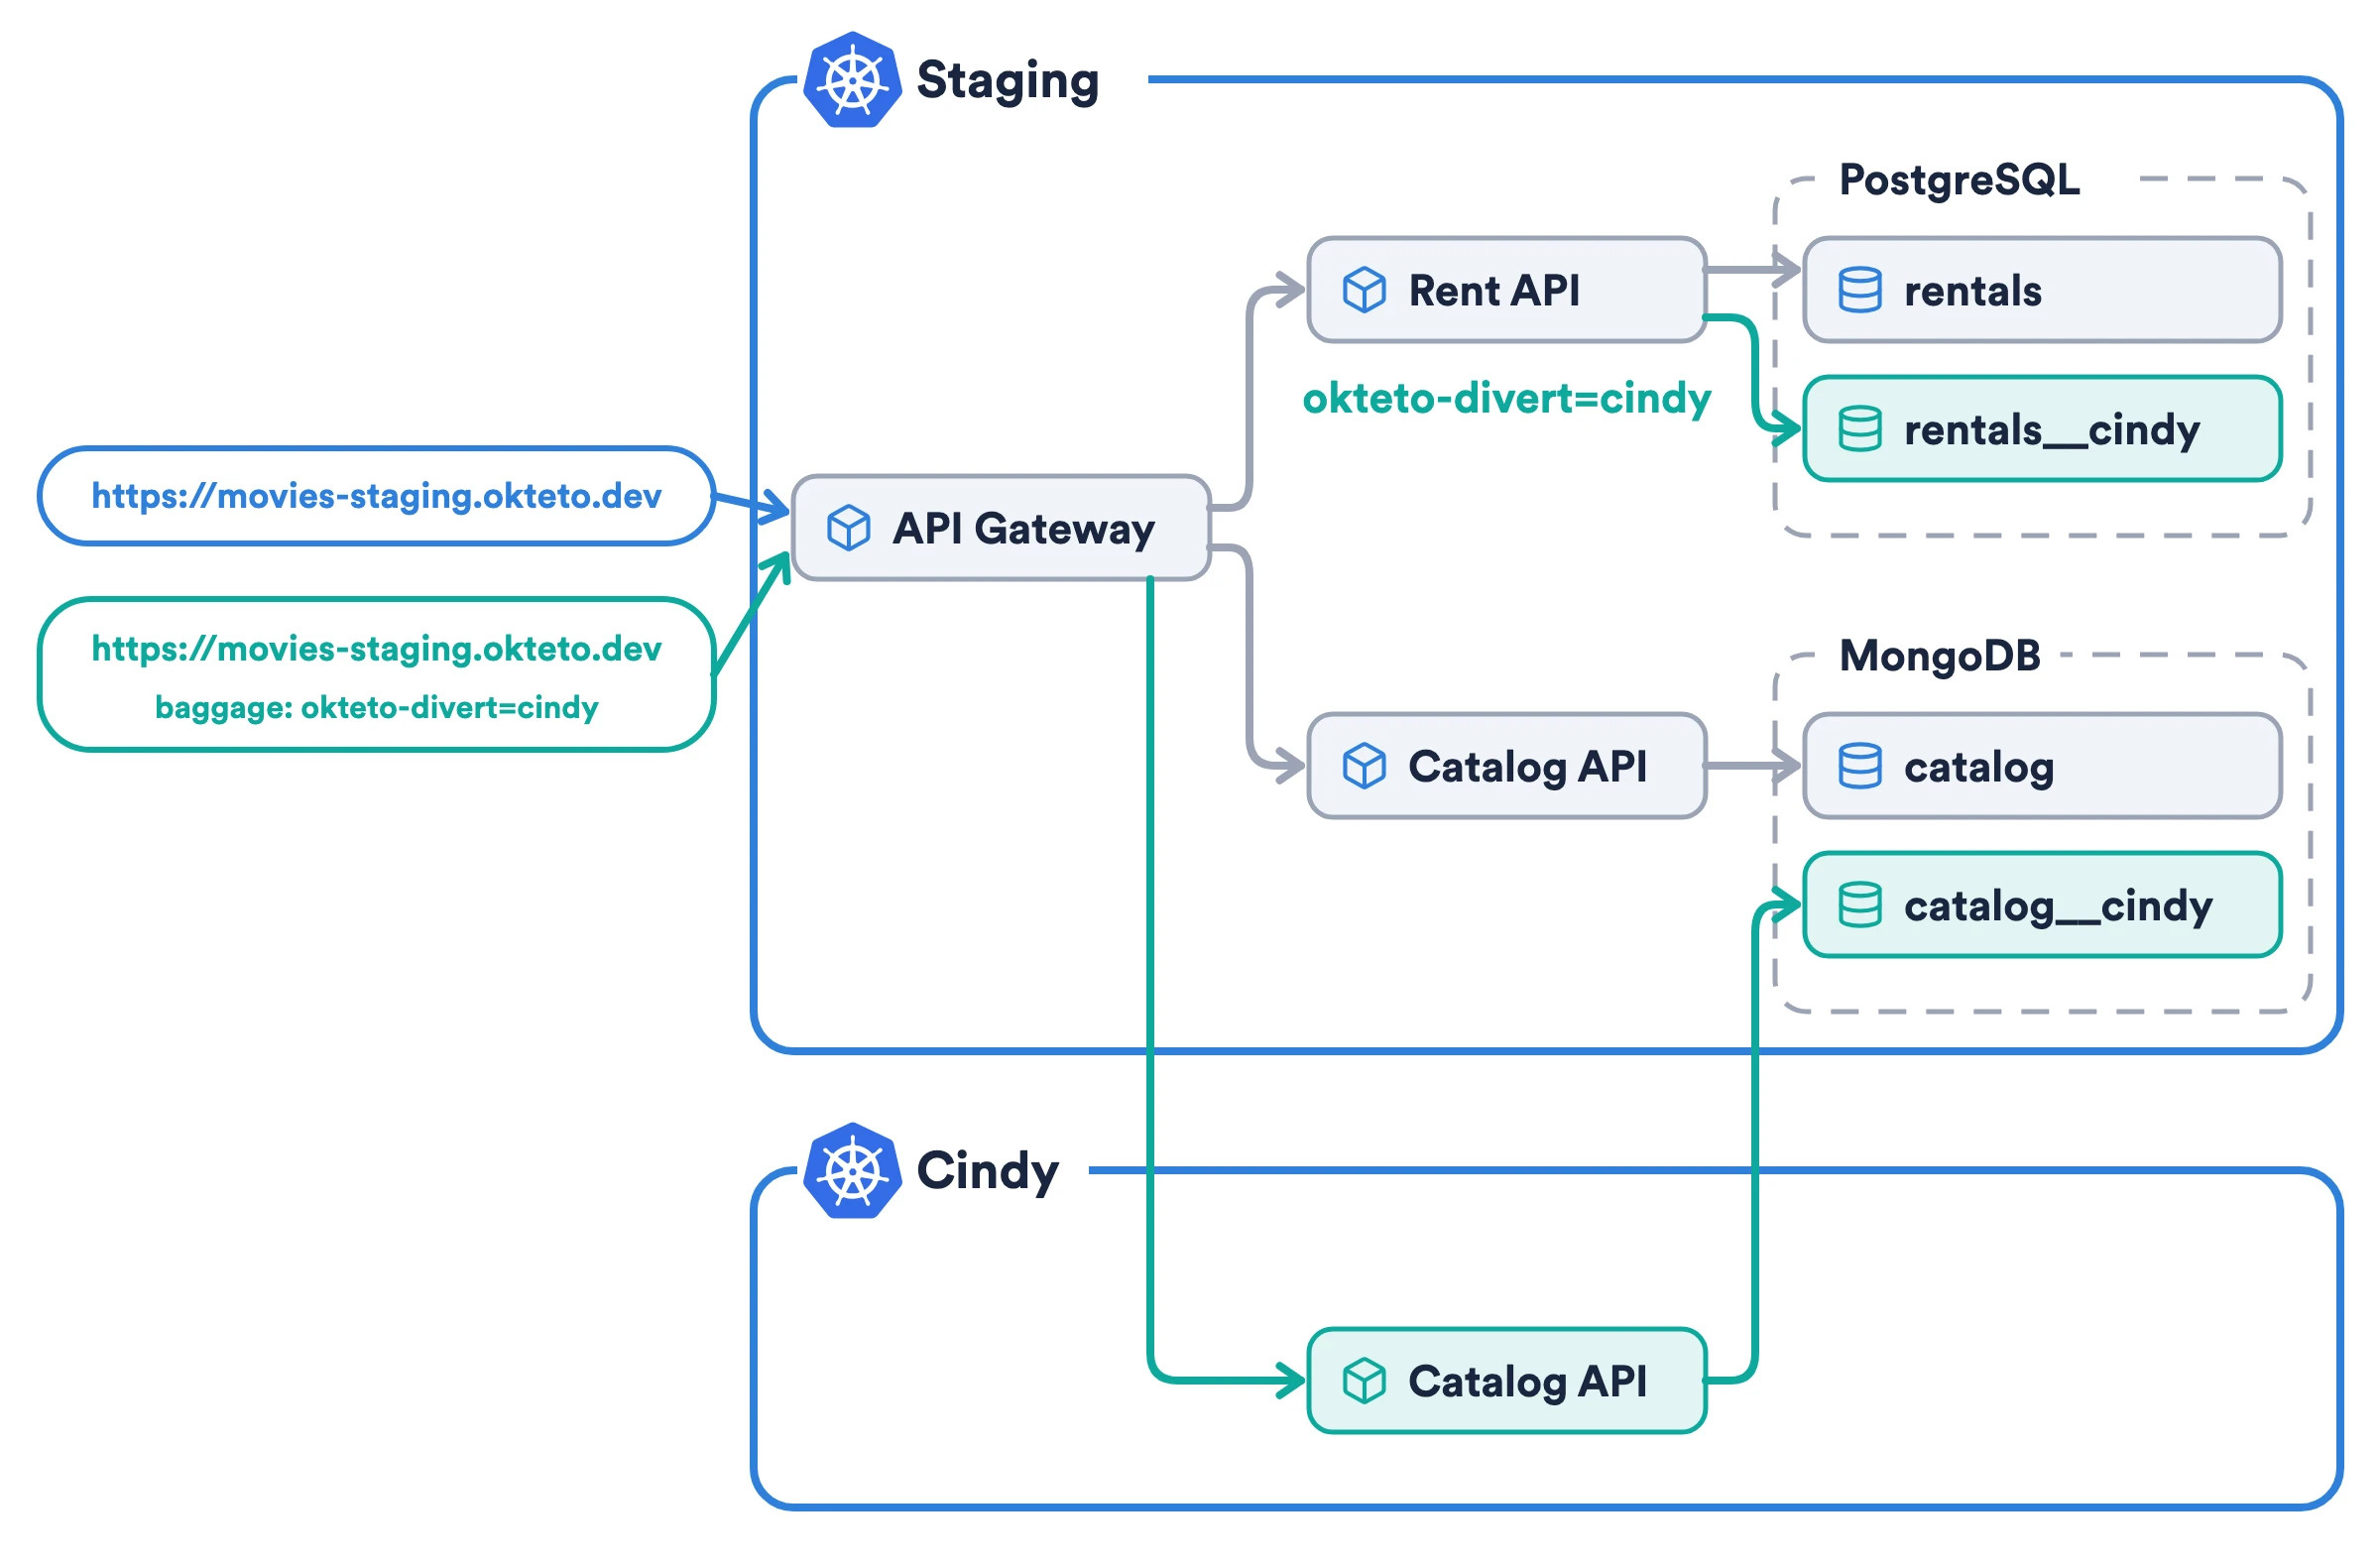 Staging
PostgreSQL
Rent API
rentals
okteto-divert=cindy
rentals__cindy
https://movies-staging.okteto.dev
API Gateway
https://movies-staging.okteto.dev
baggage: okteto-divert=cindy
MongoDB
Catalog API
catalog
catalog__cindy
Cindy
Catalog API